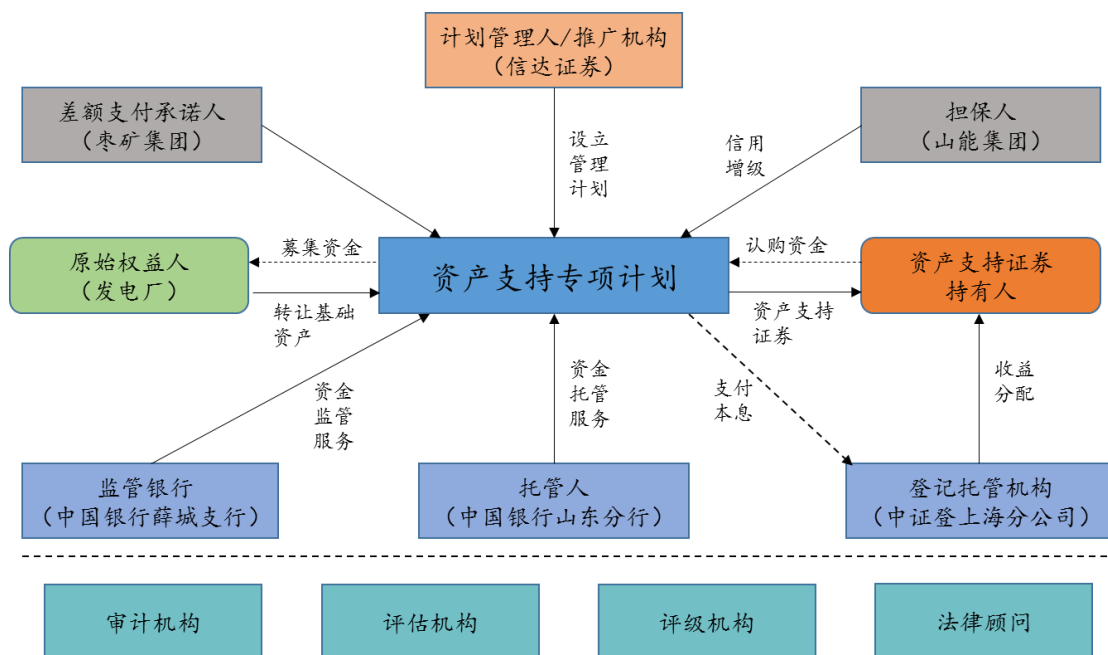 计划管理人/推广机构
（信达证券）
差额支付承诺人
（枣矿集团）
担保人
（山能集团）
设立
管理
计划
信用
增级
原始权益人
（发电厂）
募集资金
转让基础
资产
资产支持专项计划
认购资金
资产支持
证券
资产支持证券
持有人
资金
监管
服务
资金
托管
服务
支付
本息
收益
分配
监管银行
（中国银行薛城支行）
托管人
（中国银行山东分行）
登记托管机构
（中证登上海分公司）
审计机构
评估机构
评级机构
法律顾问